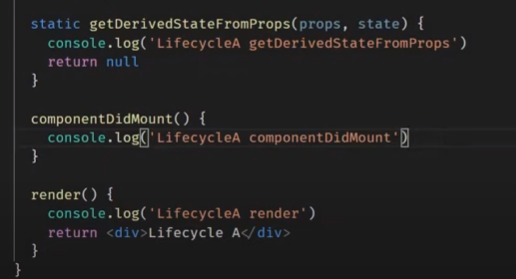 static getDerivedStateFromProps(props, state) {
console.log('LifecycleA getDerivedStateFromProps')
return null
}
componentDidMount() {
console.log('LifecycleA componentDidMount')
}
render() {
console.log('LifecycleA render')
return <div>Lifecycle A</div>
}
}